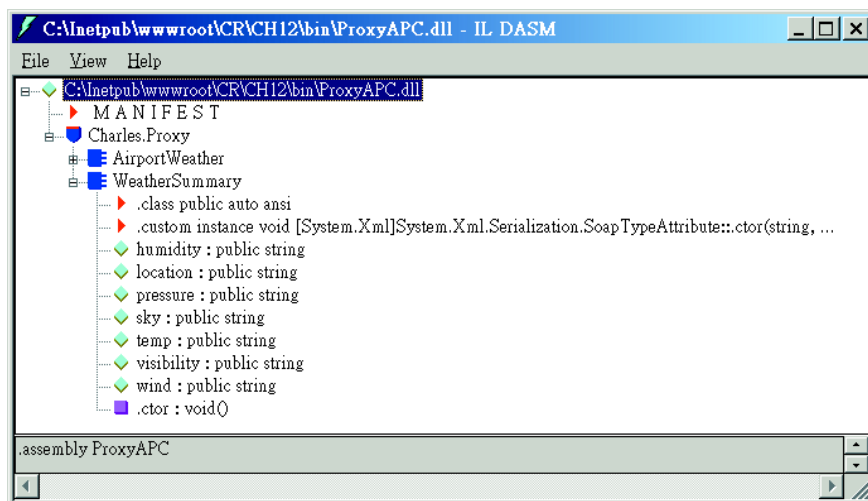 C:\Inetpub\wwwroot\CR\CH12\bin\ProxyAPC.dll - IL DASM
File View Help
C:\Inetpub\wwwroot\CR\CH12\bin\ProxyAPC.dll
M A N I F E S T
Charles.Proxy
AirportWeather
WeatherSummary
.class public auto ansi
.custom instance void [System.Xml]System.Xml.Serialization.SoapTypeAttribute::.ctor(string, ...
humidity : public string
location : public string
pressure : public string
sky : public string
temp : public string
visibility : public string
wind : public string
.ctor : void()
.assembly ProxyAPC